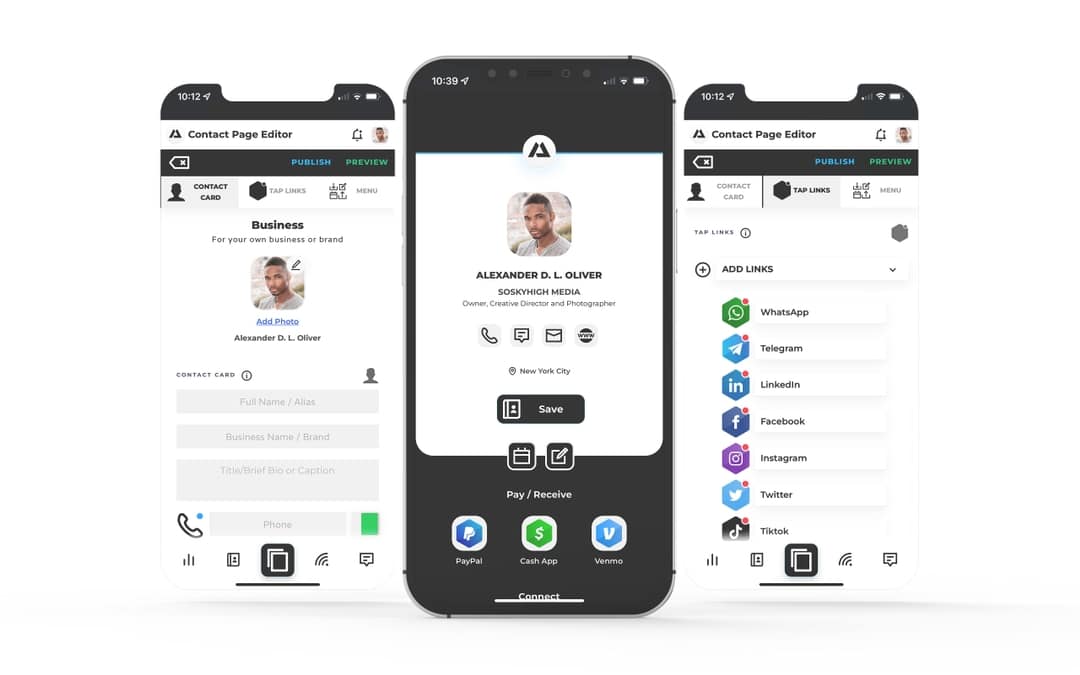 10:12
Contact Page Editor
PUBLISH
PREVIEW
CONTACT
CARD
TAP LINKS
MENU
Business
For your own business or brand
Add Photo
Alexander D. L. Oliver
CONTACT CARD
Full Name / Alias
Business Name / Brand
Title/Brief Bio or Caption
Phone
10:39
ALEXANDER D. L. OLIVER
SOSKYHIGH MEDIA
Owner, Creative Director and Photographer
WWW
New York City
Save
Pay / Receive
PayPal
Cash App
Venmo
Connect
10:12
Contact Page Editor
PUBLISH
PREVIEW
CONTACT
CARD
TAP LINKS
MENU
TAP LINKS
ADD LINKS
WhatsApp
Telegram
LinkedIn
Facebook
Instagram
Twitter
Tiktok